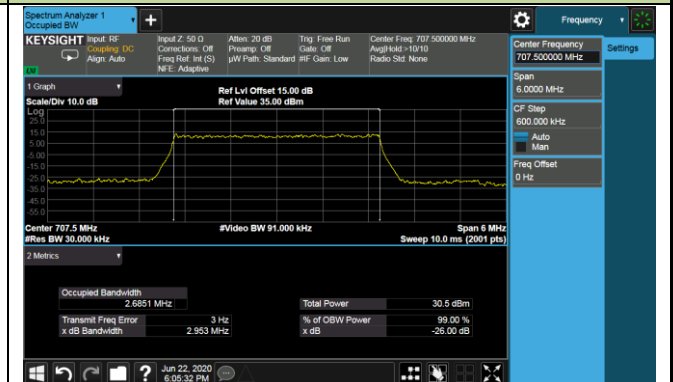 Spectrum Analyzer 1
Occupied BW
+
Frequency
KEYSIGHT
Input: RF
Coupling: DC
Align: Auto
Input Z: 50 Ω
Corrections: Off
Freq Ref: Int (S)
NFE: Adaptive
Atten: 20 dB
Preamp: Off
µW Path: Standard
Trig: Free Run
Gate: Off
#IF Gain: Low
Center Freq: 707.500000 MHz
Avg|Hold:>10/10
Radio Std: None
Center Frequency
707.500000 MHz
Settings
Span
6.0000 MHz
CF Step
600.000 kHz
Auto
Man
Freq Offset
0 Hz
1 Graph
Scale/Div 10.0 dB
Ref Lvl Offset 15.00 dB
Ref Value 35.00 dBm
Log
25.0
15.0
5.00
-5.00
-15.0
-25.0
-35.0
-45.0
-55.0
Center 707.5 MHz
#Res BW 30.000 kHz
#Video BW 91.000 kHz
Span 6 MHz
Sweep 10.0 ms (2001 pts)
2 Metrics
Occupied Bandwidth
2.6851 MHz
Total Power 30.5 dBm
Transmit Freq Error 3 Hz
% of OBW Power 99.00 %
x dB Bandwidth 2.953 MHz
x dB -26.00 dB
?
Jun 22, 2020
6:05:32 PM